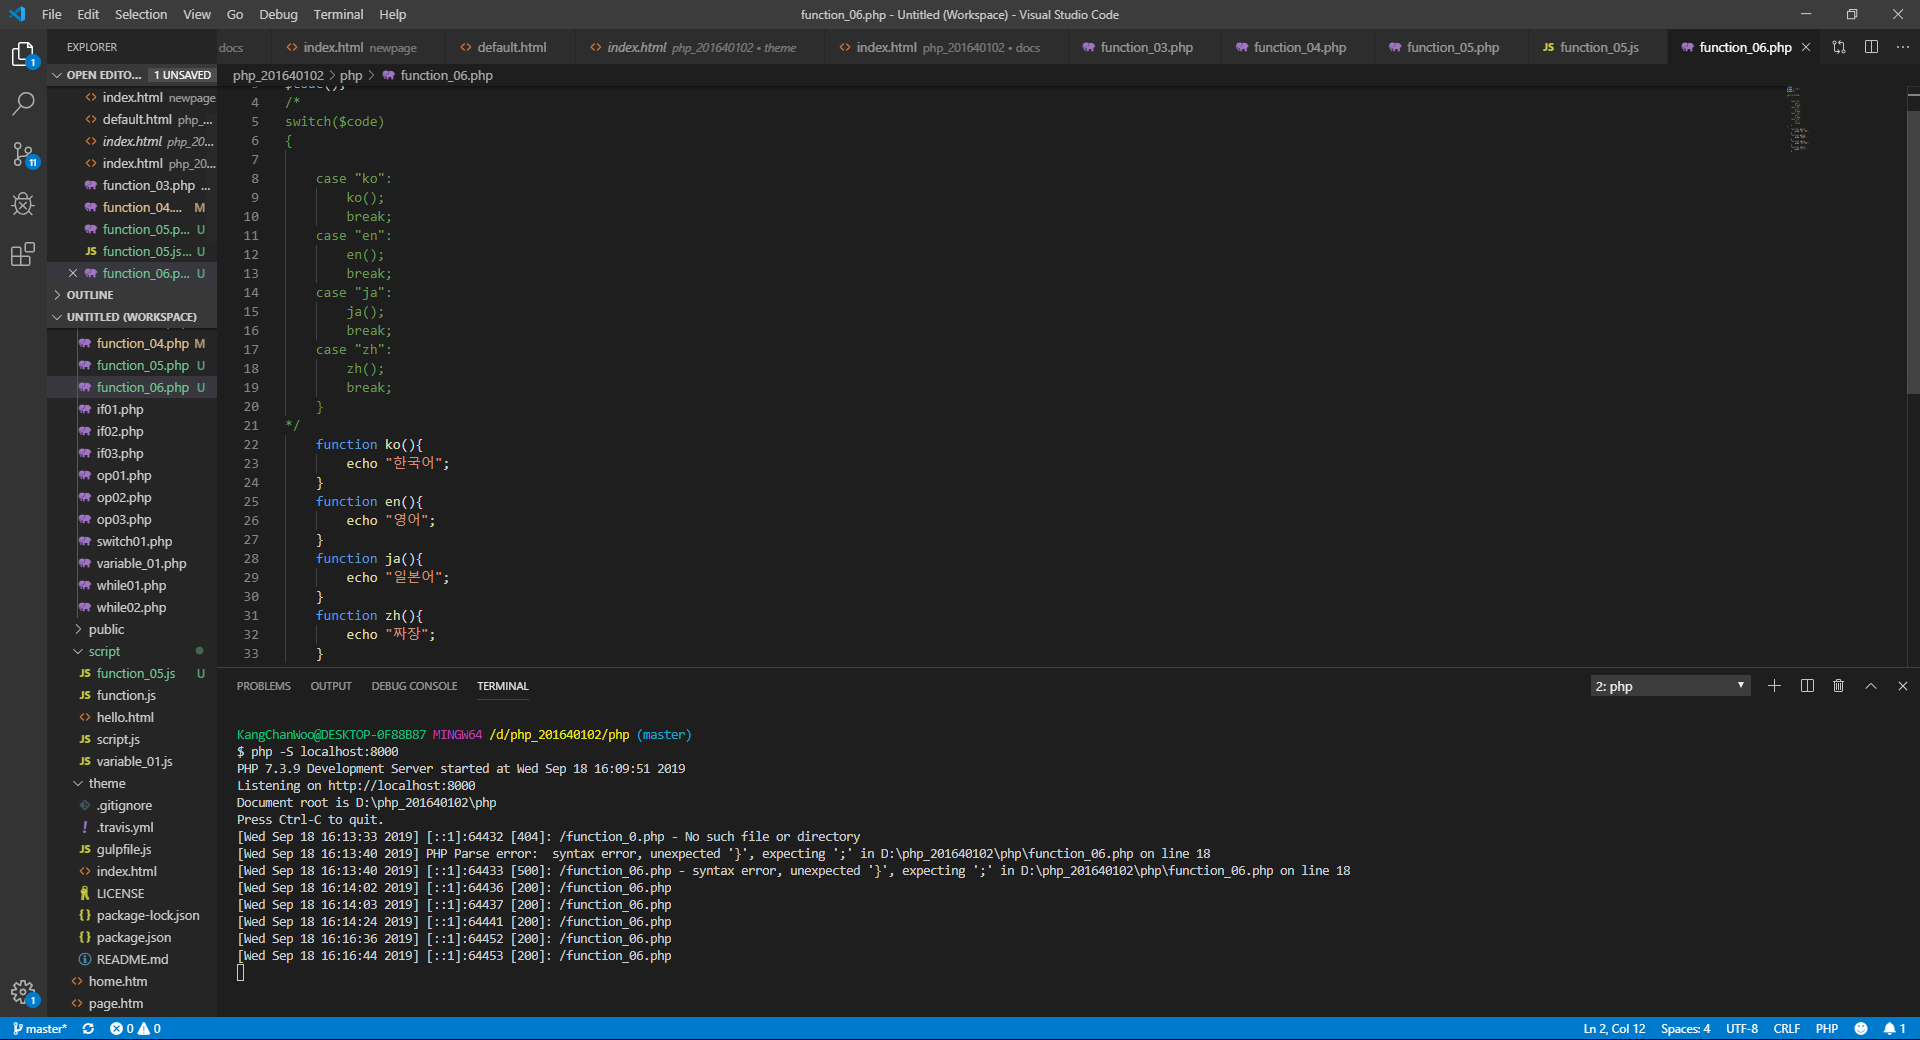 File Edit Selection View Go Debug Terminal Help
function_06.php - Untitled (Workspace) - Visual Studio Code
EXPLORER
docs
index.html newpage
default.html
index.html php_201640102 • theme
index.html php_201640102 • docs
function_03.php
function_04.php
function_05.php
JS function_05.js
function_06.php
OPEN EDITO... 1 UNSAVED
index.html newpage
default.html php_...
index.html php_20...
index.html php_20...
function_03.php ...
function_04.... M
function_05.p... U
JS function_05.js... U
function_06.p... U
OUTLINE
UNTITLED (WORKSPACE)
function_04.php M
function_05.php U
function_06.php U
if01.php
if02.php
if03.php
op01.php
op02.php
op03.php
switch01.php
variable_01.php
while01.php
while02.php
public
script
JS function_05.js U
JS function.js
hello.html
JS script.js
JS variable_01.js
theme
.gitignore
! .travis.yml
JS gulpfile.js
index.html
LICENSE
{} package-lock.json
{} package.json
README.md
home.htm
page.htm
php_201640102 > php > function_06.php
3 $code();
4 /*
5 switch($code)
6 {
7
8 case "ko":
9 ko();
10 break;
11 case "en":
12 en();
13 break;
14 case "ja":
15 ja();
16 break;
17 case "zh":
18 zh();
19 break;
20 }
21 */
22 function ko(){
23 echo "한국어";
24 }
25 function en(){
26 echo "영어";
27 }
28 function ja(){
29 echo "일본어";
30 }
31 function zh(){
32 echo "짜장";
33 }
PROBLEMS OUTPUT DEBUG CONSOLE TERMINAL
2: php
KangChanWoo@DESKTOP-0F88B87 MINGW64 /d/php_201640102/php (master)
$ php -S localhost:8000
PHP 7.3.9 Development Server started at Wed Sep 18 16:09:51 2019
Listening on http://localhost:8000
Document root is D:\php_201640102\php
Press Ctrl-C to quit.
[Wed Sep 18 16:13:33 2019] [::1]:64432 [404]: /function_0.php - No such file or directory
[Wed Sep 18 16:13:40 2019] PHP Parse error:  syntax error, unexpected '}', expecting ';' in D:\php_201640102\php\function_06.php on line 18
[Wed Sep 18 16:13:40 2019] [::1]:64433 [500]: /function_06.php - syntax error, unexpected '}', expecting ';' in D:\php_201640102\php\function_06.php on line 18
[Wed Sep 18 16:14:02 2019] [::1]:64436 [200]: /function_06.php
[Wed Sep 18 16:14:03 2019] [::1]:64437 [200]: /function_06.php
[Wed Sep 18 16:14:24 2019] [::1]:64441 [200]: /function_06.php
[Wed Sep 18 16:16:36 2019] [::1]:64452 [200]: /function_06.php
[Wed Sep 18 16:16:44 2019] [::1]:64453 [200]: /function_06.php
1
11
1
master* 0 0
Ln 2, Col 12 Spaces: 4 UTF-8 CRLF PHP 1